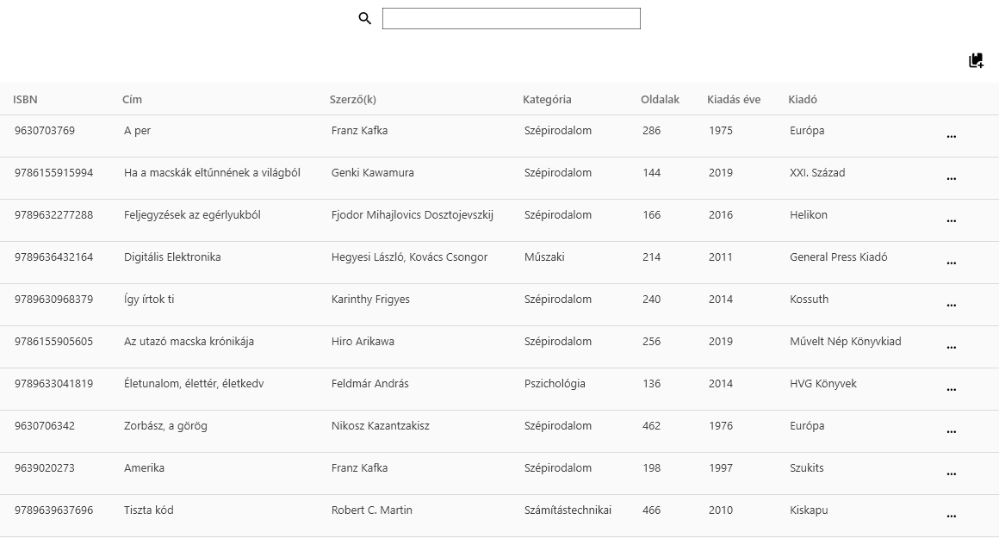 ISBN Cím Szerző(k) Kategória Oldalak Kiadás éve Kiadó
9630703769 A per Franz Kafka Szépirodalom 286 1975 Európa ...
9786155915994 Ha a macskák eltűnnének a világból Genki Kawamura Szépirodalom 144 2019 XXI. Század ...
9789632277288 Feljegyzések az egérlyukból Fjodor Mihajlovics Dosztojevszkij Szépirodalom 166 2016 Helikon ...
9789636432164 Digitális Elektronika Hegyesi László, Kovács Csongor Műszaki 214 2011 General Press Kiadó ...
9789630968379 Így írtok ti Karinthy Frigyes Szépirodalom 240 2014 Kossuth ...
9786155905605 Az utazó macska krónikája Hiro Arikawa Szépirodalom 256 2019 Művelt Nép Könyvkiad ...
9789633041819 Életunalom, élettér, életkedv Feldmár András Pszichológia 136 2014 HVG Könyvek ...
9630706342 Zorbász, a görög Nikosz Kazantzakisz Szépirodalom 462 1976 Európa ...
9639020273 Amerika Franz Kafka Szépirodalom 198 1997 Szukits ...
9789639637696 Tiszta kód Robert C. Martin Számítástechnikai 466 2010 Kiskapu ...